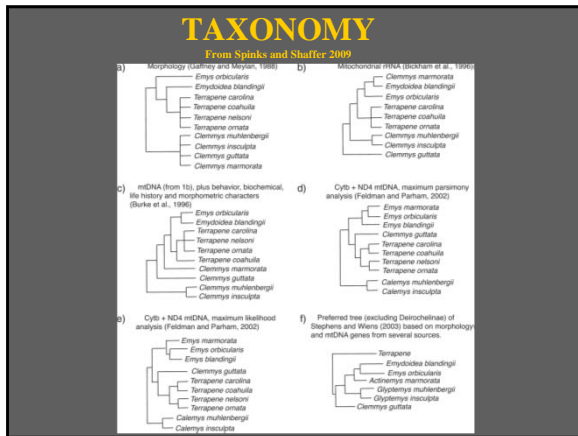 TAXONOMY
From Spinks and Shaffer 2009
a) Morphology (Gaffney and Meylan, 1988)
Emys orbicularis
Emydoidea blandingii
Terrapene carolina
Terrapene coahuila
Terrapene nelsoni
Terrapene ornata
Clemmys muhlenbergii
Clemmys insculpta
Clemmys guttata
Clemmys marmorata
b) Mitochondrial rRNA (Bickham et al., 1996)
Clemmys marmorata
Emydoidea blandingii
Emys orbicularis
Terrapene carolina
Terrapene coahuila
Terrapene nelsoni
Terrapene ornata
Clemmys muhlenbergii
Clemmys insculpta
Clemmys guttata
c) mtDNA (from 1b), plus behavior, biochemical,
life history and morphometric characters
(Burke et al., 1996)
Emys orbicularis
Emydoidea blandingii
Terrapene carolina
Terrapene nelsoni
Terrapene ornata
Terrapene coahuila
Clemmys marmorata
Clemmys guttata
Clemmys muhlenbergii
Clemmys insculpta
d) Cytb + ND4 mtDNA, maximum parsimony
analysis (Feldman and Parham, 2002)
Emys marmorata
Emys orbicularis
Emys blandingii
Clemmys guttata
Terrapene carolina
Terrapene coahuila
Terrapene nelsoni
Terrapene ornata
Calemys muhlenbergii
Calemys insculpta
e) Cytb + ND4 mtDNA, maximum likelihood
analysis (Feldman and Parham, 2002)
Emys marmorata
Emys orbicularis
Emys blandingii
Clemmys guttata
Terrapene carolina
Terrapene coahuila
Terrapene nelsoni
Terrapene ornata
Calemys muhlenbergii
Calemys insculpta
f) Preferred tree (excluding Deirochelinae) of
Stephens and Wiens (2003) based on morphology
and mtDNA genes from several sources.
Terrapene
Emydoidea blandingii
Emys orbicularis
Actinemys marmorata
Glyptemys muhlenbergii
Glyptemys insculpta
Clemmys guttata